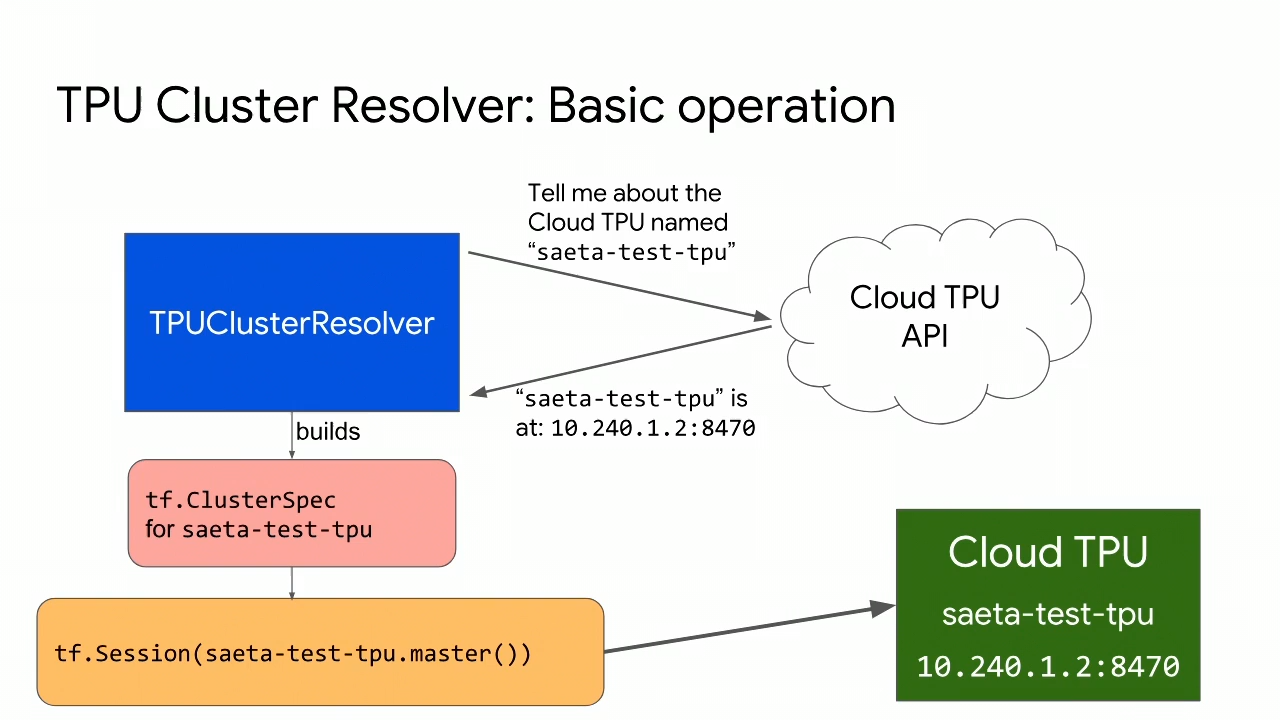 TPU Cluster Resolver: Basic operation
Tell me about the
Cloud TPU named
“saeta-test-tpu”
TPUClusterResolver
Cloud TPU
API
“saeta-test-tpu” is
at: 10.240.1.2:8470
builds
tf.ClusterSpec
for saeta-test-tpu
tf.Session(saeta-test-tpu.master())
Cloud TPU
saeta-test-tpu
10.240.1.2:8470